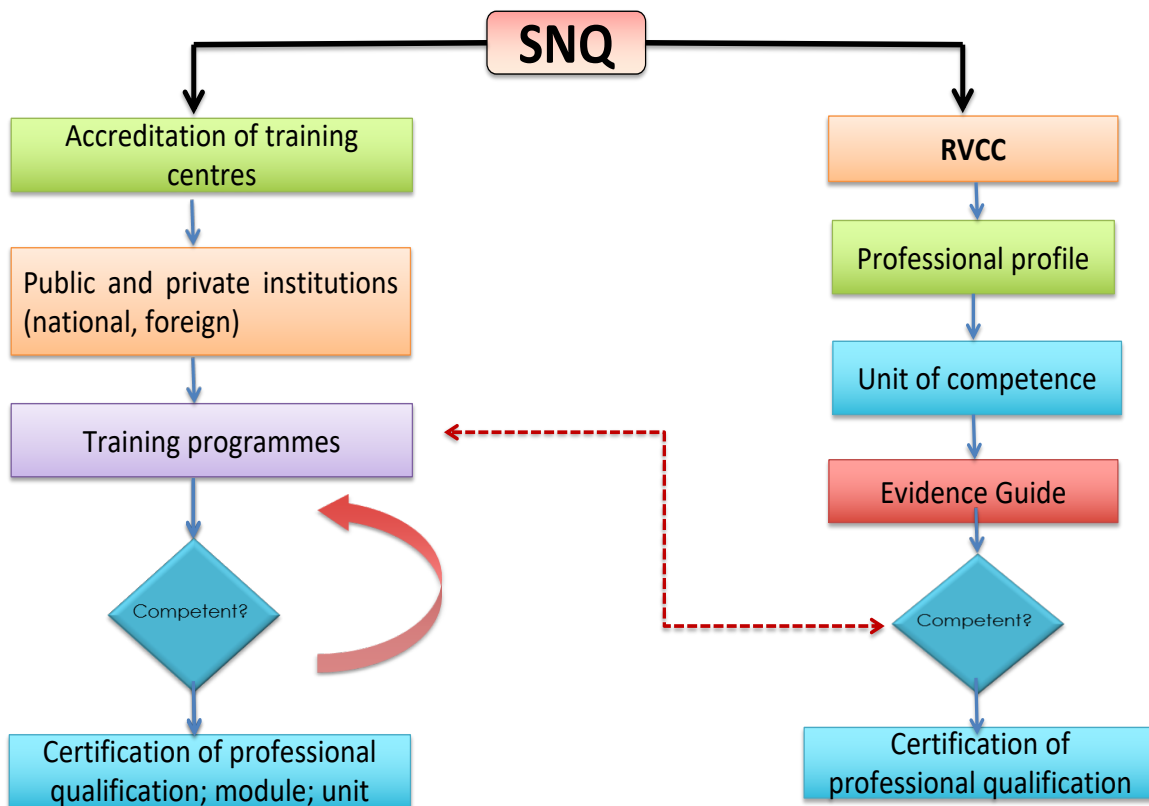 SNQ
Accreditation of training
centres
Public and private institutions
(national, foreign)
Training programmes
Competent?
Certification of professional
qualification; module; unit
RVCC
Professional profile
Unit of competence
Evidence Guide
Competent?
Certification of
professional qualification